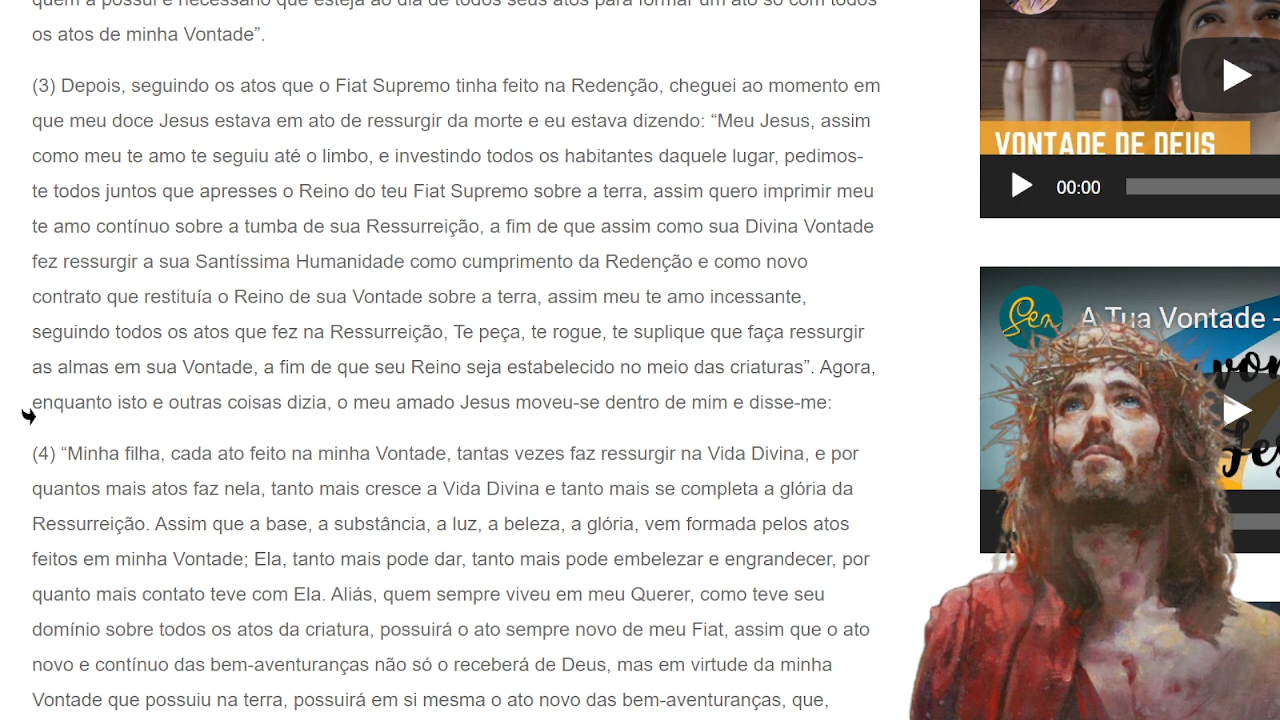 os atos de minha Vontade”.
(3) Depois, seguindo os atos que o Fiat Supremo tinha feito na Redenção, cheguei ao momento em
que meu doce Jesus estava em ato de ressurgir da morte e eu estava dizendo: “Meu Jesus, assim
como meu te amo te seguiu até o limbo, e investindo todos os habitantes daquele lugar, pedimos-
te todos juntos que apresses o Reino do teu Fiat Supremo sobre a terra, assim quero imprimir meu
te amo contínuo sobre a tumba de sua Ressurreição, a fim de que assim como sua Divina Vontade
fez ressurgir a sua Santíssima Humanidade como cumprimento da Redenção e como novo
contrato que restituía o Reino de sua Vontade sobre a terra, assim meu te amo incessante,
seguindo todos os atos que fez na Ressurreição, Te peça, te rogue, te suplique que faça ressurgir
as almas em sua Vontade, a fim de que seu Reino seja estabelecido no meio das criaturas”. Agora,
enquanto isto e outras coisas dizia, o meu amado Jesus moveu-se dentro de mim e disse-me:
(4) “Minha filha, cada ato feito na minha Vontade, tantas vezes faz ressurgir na Vida Divina, e por
quantos mais atos faz nela, tanto mais cresce a Vida Divina e tanto mais se completa a glória da
Ressurreição. Assim que a base, a substância, a luz, a beleza, a glória, vem formada pelos atos
feitos em minha Vontade; Ela, tanto mais pode dar, tanto mais pode embelezar e engrandecer, por
quanto mais contato teve com Ela. Aliás, quem sempre viveu em meu Querer, como teve seu
domínio sobre todos os atos da criatura, possuirá o ato sempre novo de meu Fiat, assim que o ato
novo e contínuo das bem-aventuranças não só o receberá de Deus, mas em virtude da minha
Vontade que possuiu na terra, possuirá em si mesma o ato novo das bem-aventuranças, que,
VONTADE DE DEUS
00:00
Gen
A Tua Vontade -